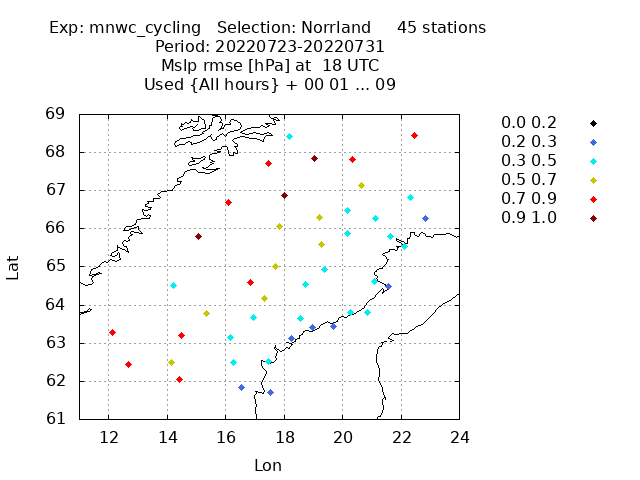 Exp: mnwc_cycling   Selection: Norrland     45 stations
Period: 20220723-20220731
Mslp rmse [hPa] at  18 UTC
Used {All hours} + 00 01 ... 09
69
68
67
66
65
64
63
62
61
Lat
12 14 16 18 20 22 24
Lon
0.0 0.2
0.2 0.3
0.3 0.5
0.5 0.7
0.7 0.9
0.9 1.0